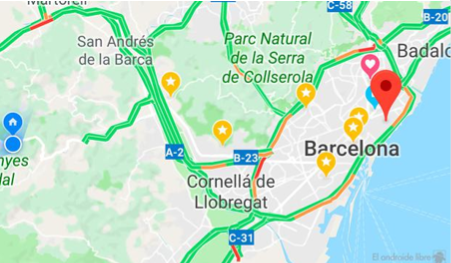 Martorell
C-58
B-20
San Andrés
de la Barca
Parc Natural
de la Serra
de Collserola
Badalo
A-2
B-23
Barcelona
nyes
dal
Cornellá de
Llobregat
C-31
El androide libre